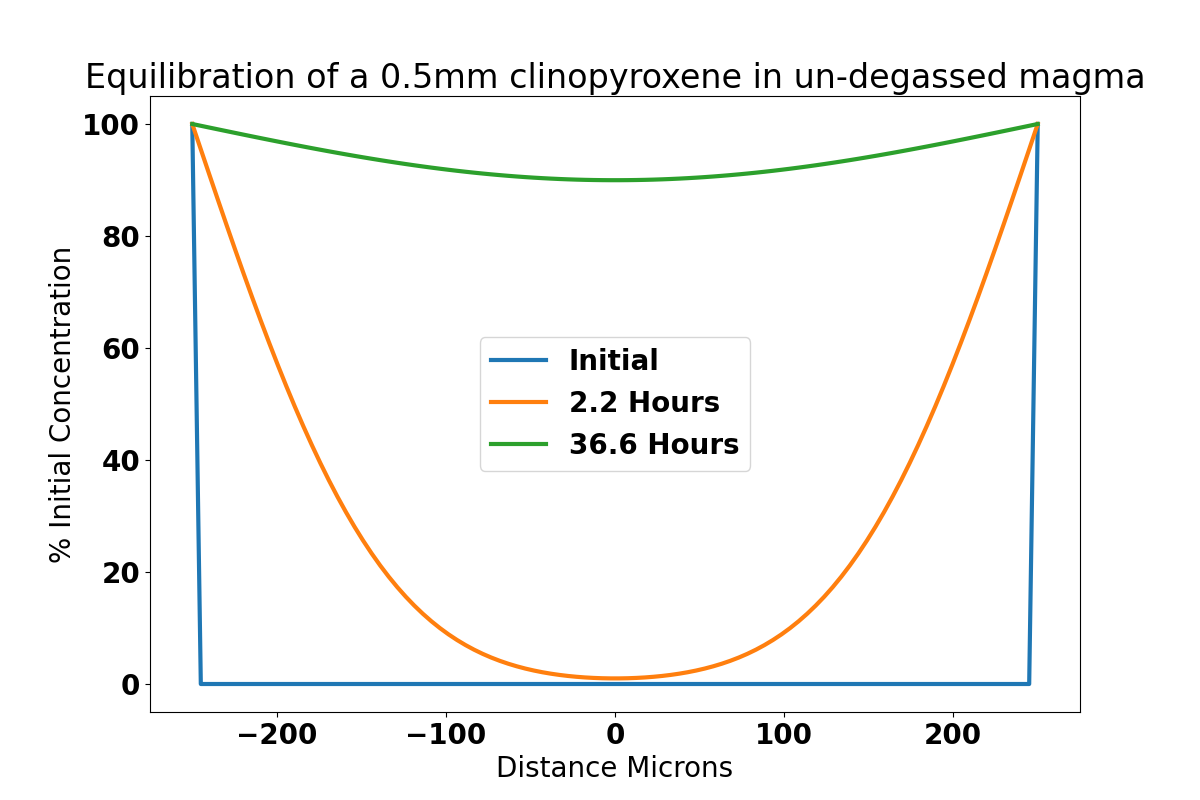 Equilibration of a 0.5mm clinopyroxene in un-degassed magma
% Initial Concentration
100
80
60
40
20
0
Initial
2.2 Hours
36.6 Hours
−200 −100 0 100 200
Distance Microns